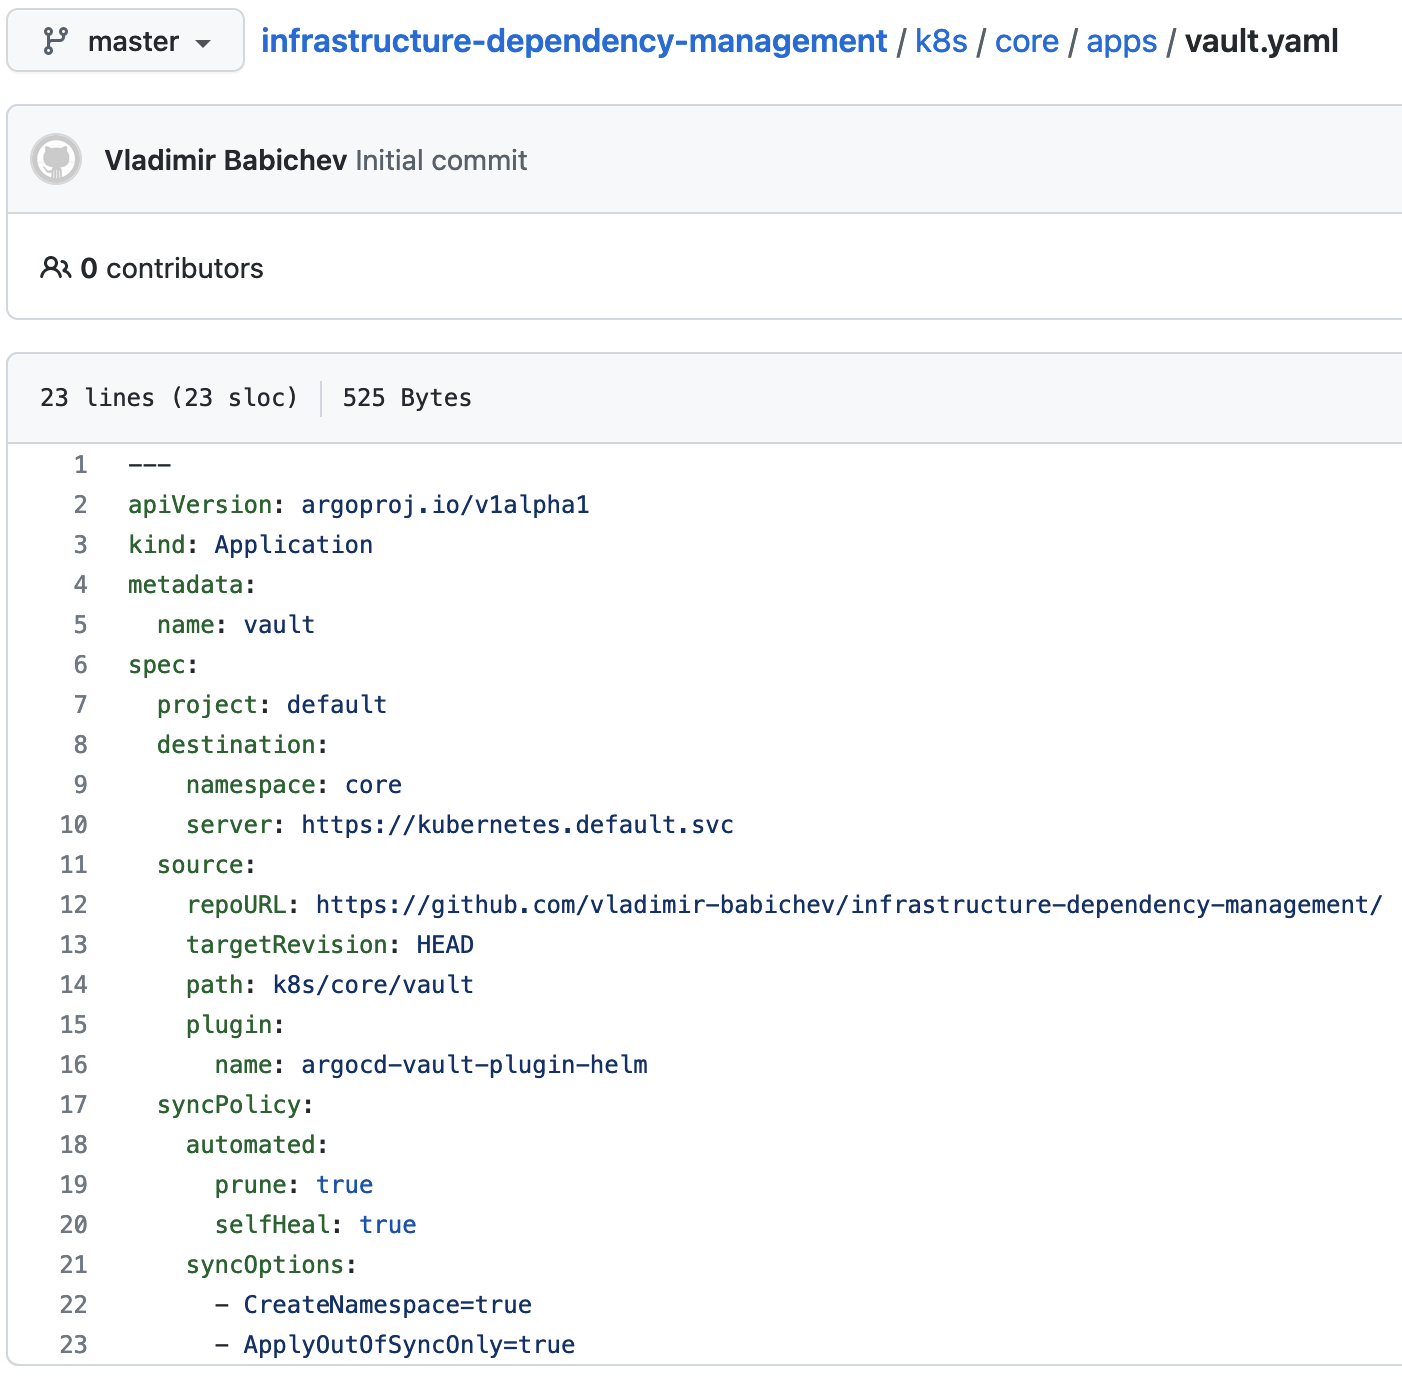 master infrastructure-dependency-management / k8s / core / apps / vault.yaml
Vladimir Babichev Initial commit
0 contributors
23 lines (23 sloc) 525 Bytes
1 ---
2 apiVersion: argoproj.io/v1alpha1
3 kind: Application
4 metadata:
5   name: vault
6 spec:
7   project: default
8   destination:
9     namespace: core
10     server: https://kubernetes.default.svc
11   source:
12     repoURL: https://github.com/vladimir-babichev/infrastructure-dependency-management/
13     targetRevision: HEAD
14     path: k8s/core/vault
15     plugin:
16       name: argocd-vault-plugin-helm
17   syncPolicy:
18     automated:
19       prune: true
20       selfHeal: true
21     syncOptions:
22       - CreateNamespace=true
23       - ApplyOutOfSyncOnly=true